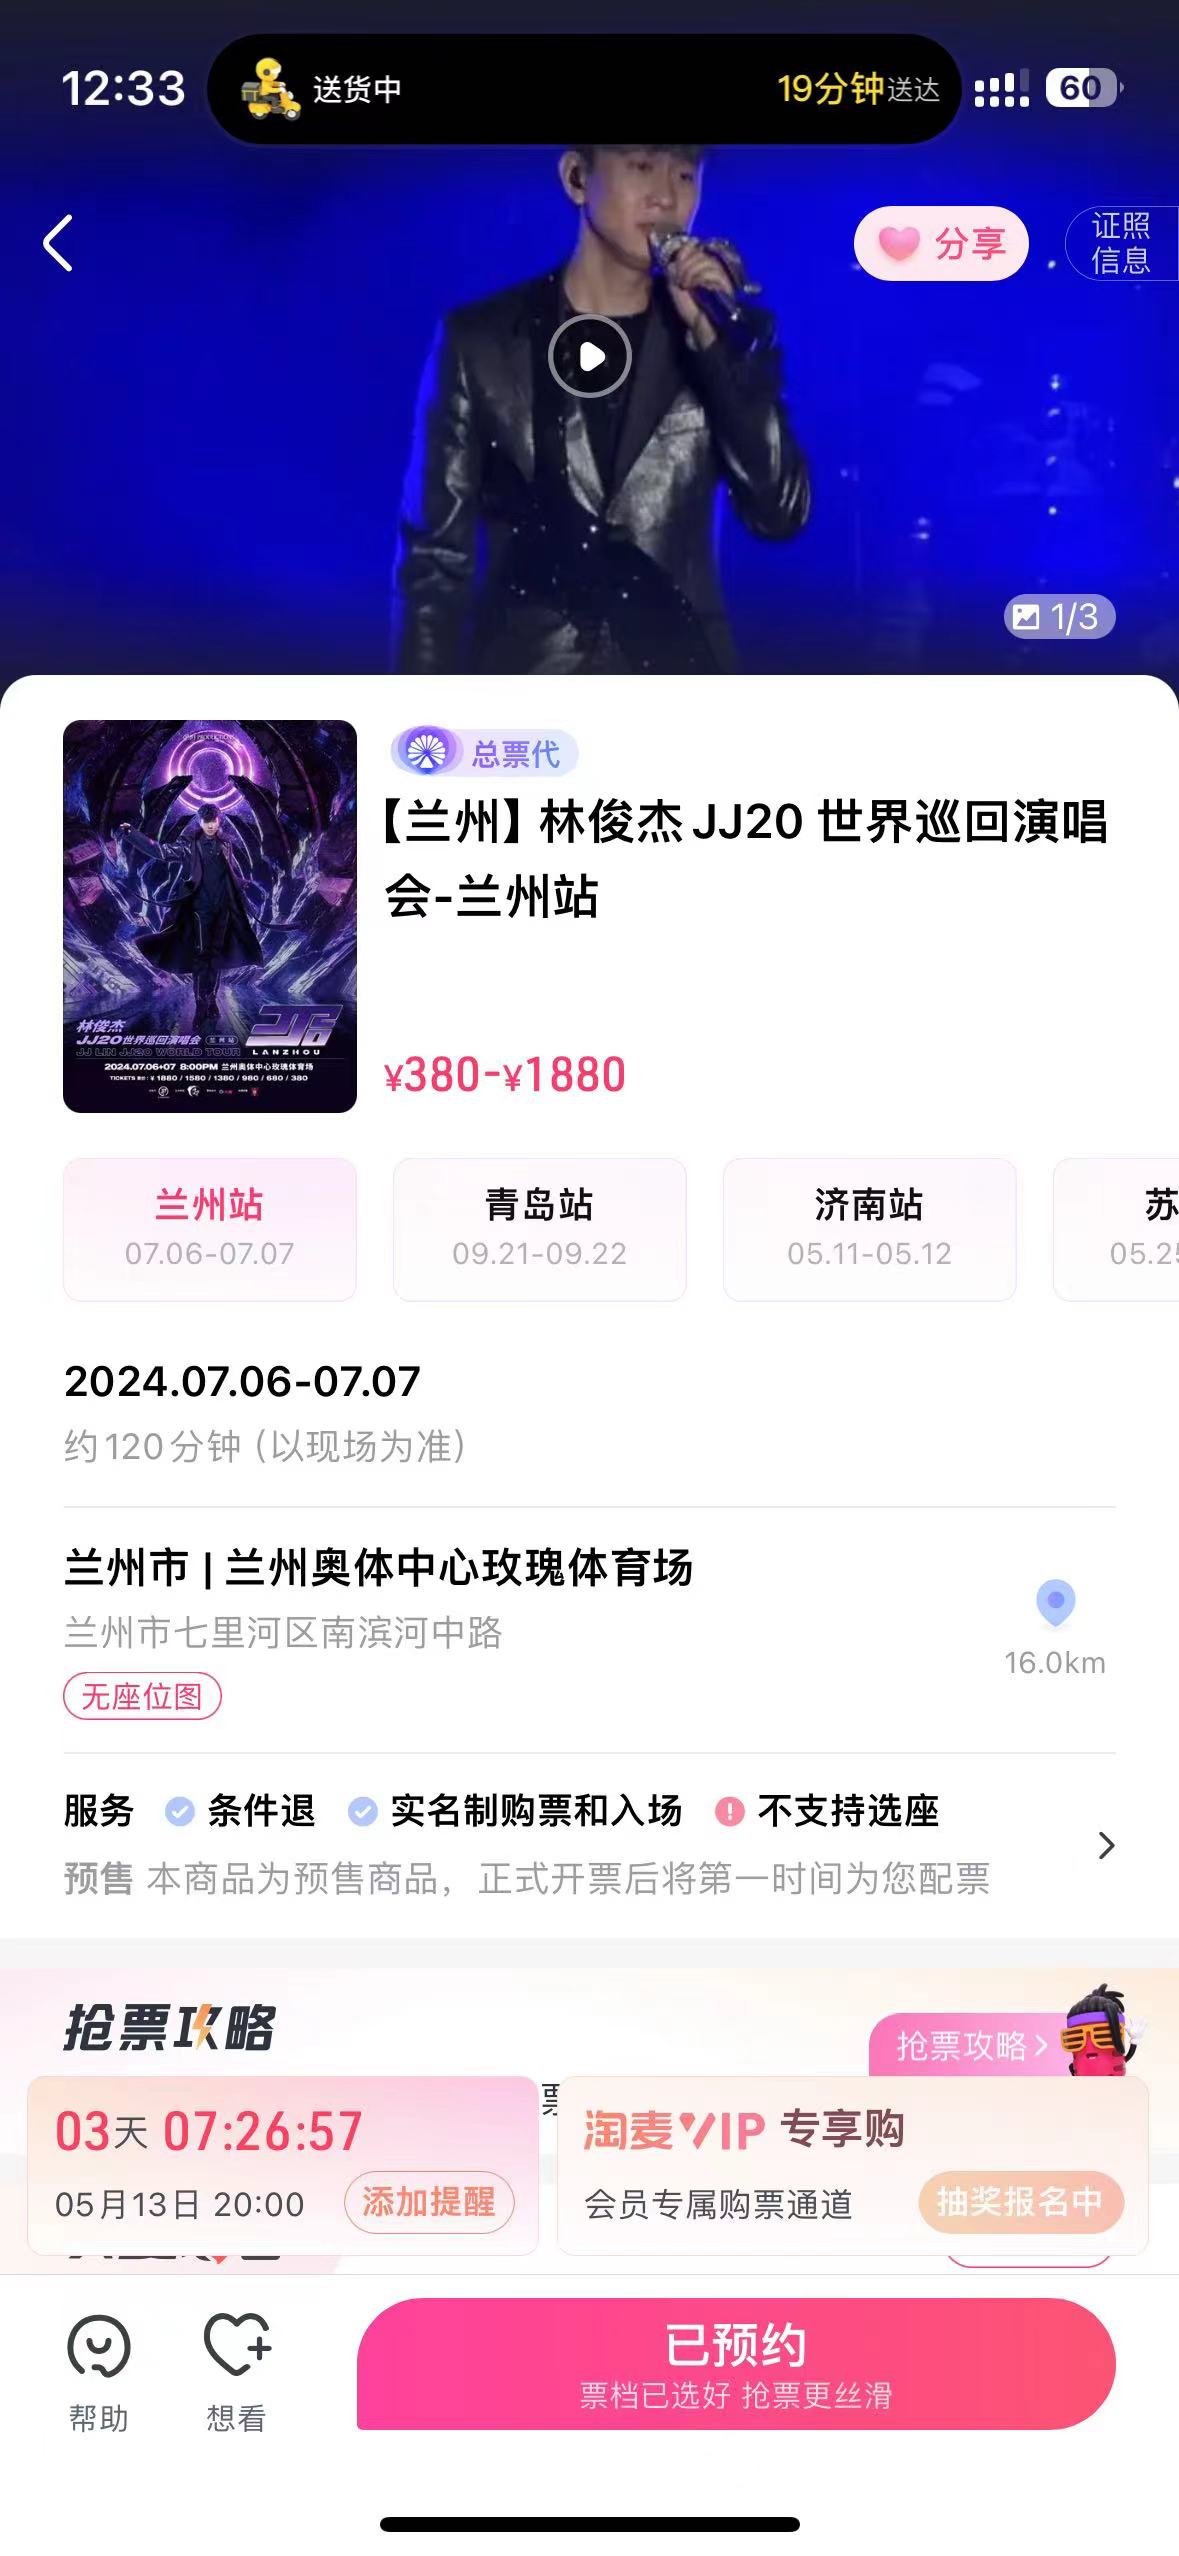 12:33
送货中
19分钟送达
60
分享
证照
信息
1/3
总票代
【兰州】林俊杰JJ20 世界巡回演唱
会-兰州站
林俊杰
JJ20世界巡回演唱会 兰州站
JJ LIN JJ20 WORLD TOUR
LANZHOU
2024.07.06+07 8:00PM 兰州奥体中心玫瑰体育场
¥1880 / 1580 / 1380 / 980 / 680 / 380
¥380-¥1880
兰州站
07.06-07.07
青岛站
09.21-09.22
济南站
05.11-05.12
苏
05.25
2024.07.06-07.07
约120分钟（以现场为准）
兰州市 | 兰州奥体中心玫瑰体育场
兰州市七里河区南滨河中路
16.0km
无座位图
服务 条件退 实名制购票和入场 不支持选座
预售 本商品为预售商品，正式开票后将第一时间为您配票
抢票攻略
抢票攻略>
票
03天 07:26:57
05月13日 20:00
添加提醒
淘麦VIP 专享购
会员专属购票通道
抽奖报名中
帮助
想看
已预约
票档已选好 抢票更丝滑